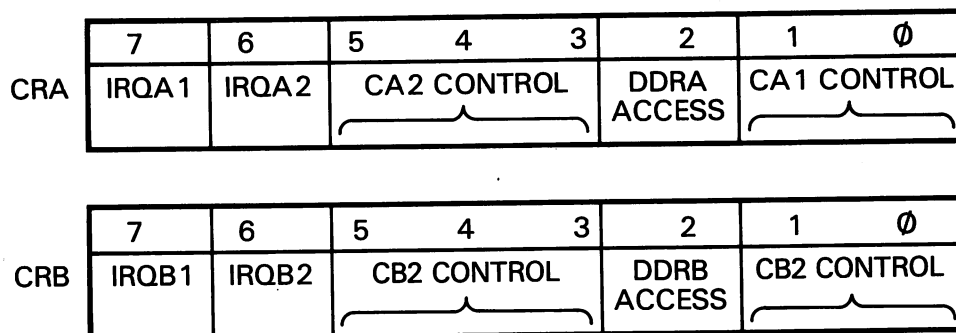 7 6 5 4 3 2 1 Ø
CRA IRQA1 IRQA2 CA2 CONTROL DDRA ACCESS CA1 CONTROL
7 6 5 4 3 2 1 Ø
CRB IRQB1 IRQB2 CB2 CONTROL DDRB ACCESS CB2 CONTROL